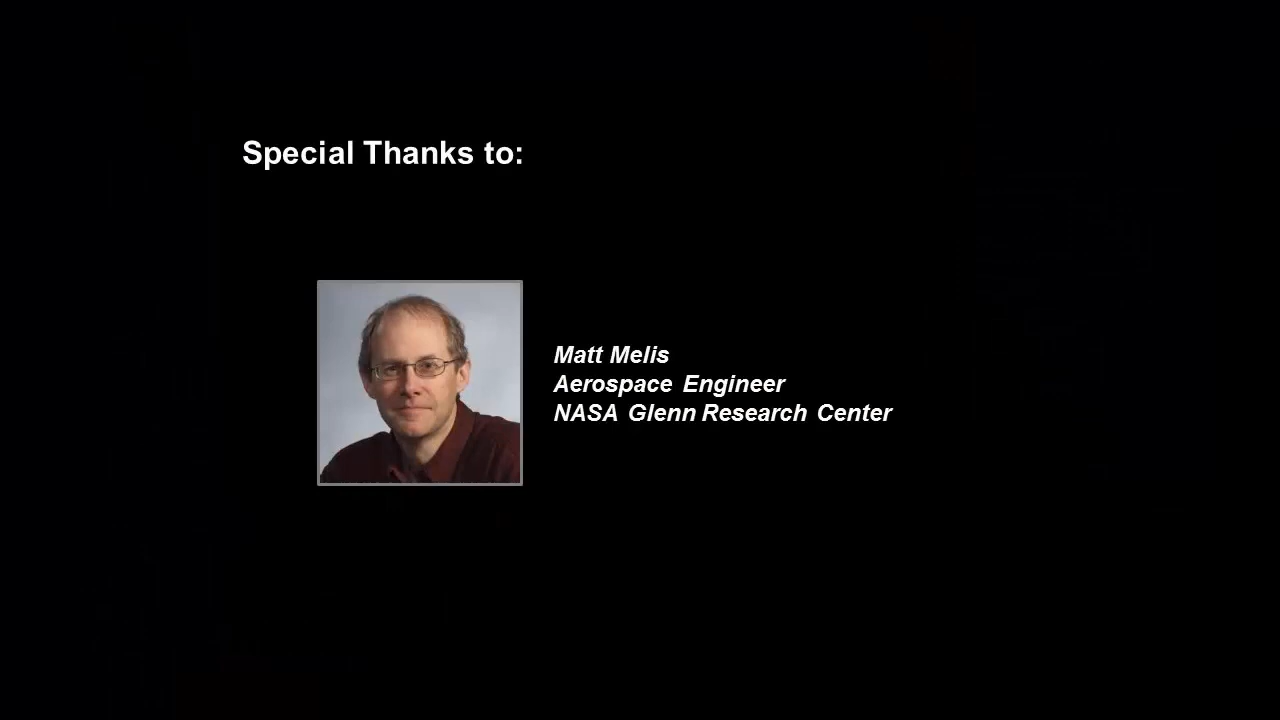 Special Thanks to:
Matt Melis
Aerospace Engineer
NASA Glenn Research Center